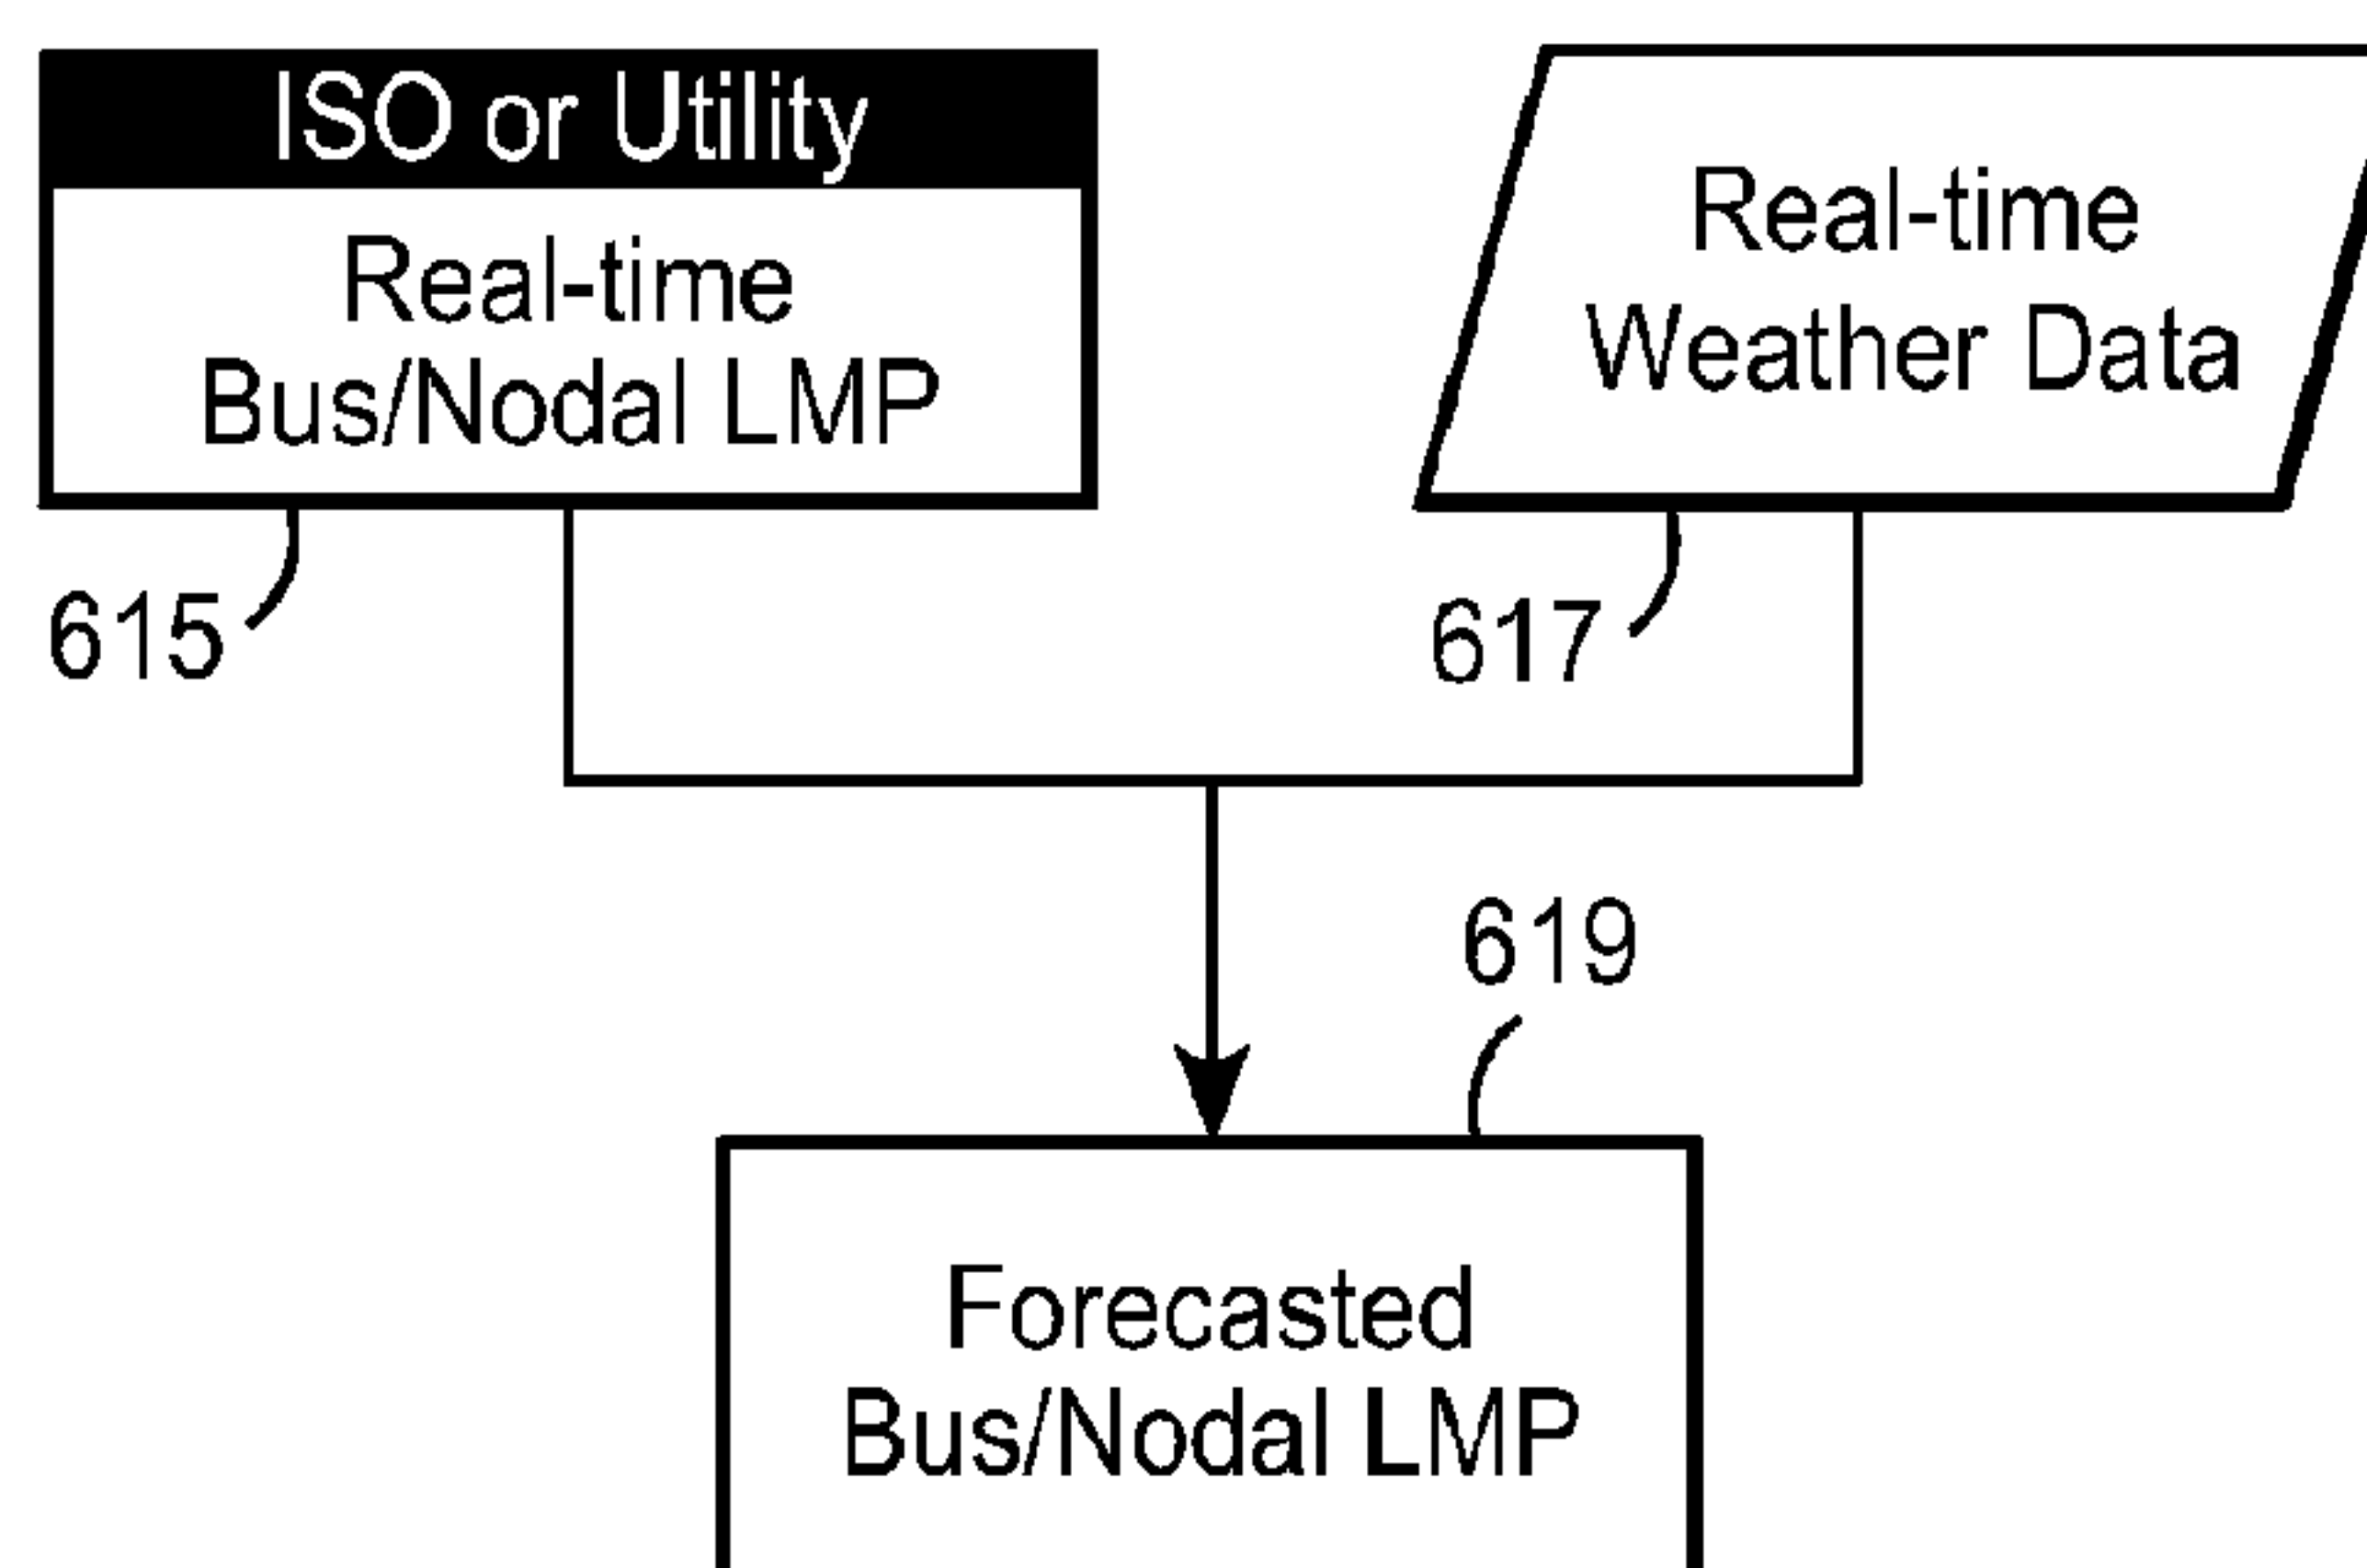 ISO or Utility
Real-time
Bus/Nodal LMP
615
Real-time
Weather Data
617
619
Forecasted
Bus/Nodal LMP